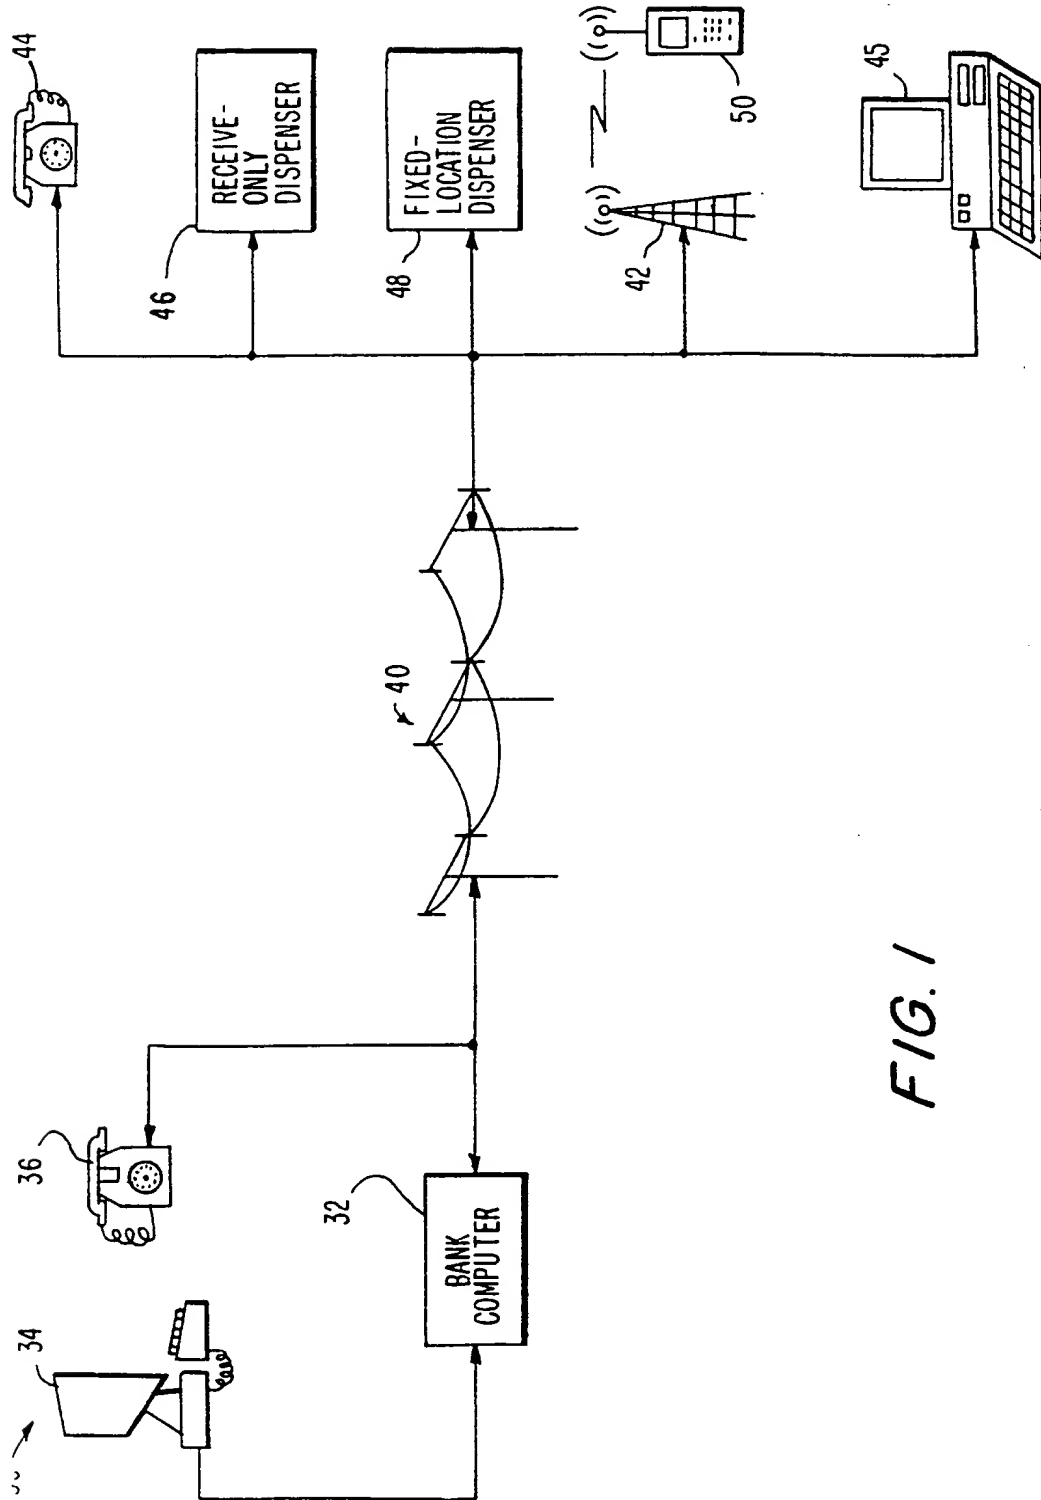 34
36
32
BANK
COMPUTER
40
44
46
RECEIVE-
ONLY
DISPENSER
48
FIXED-
LOCATION
DISPENSER
42
50
45
FIG. 1